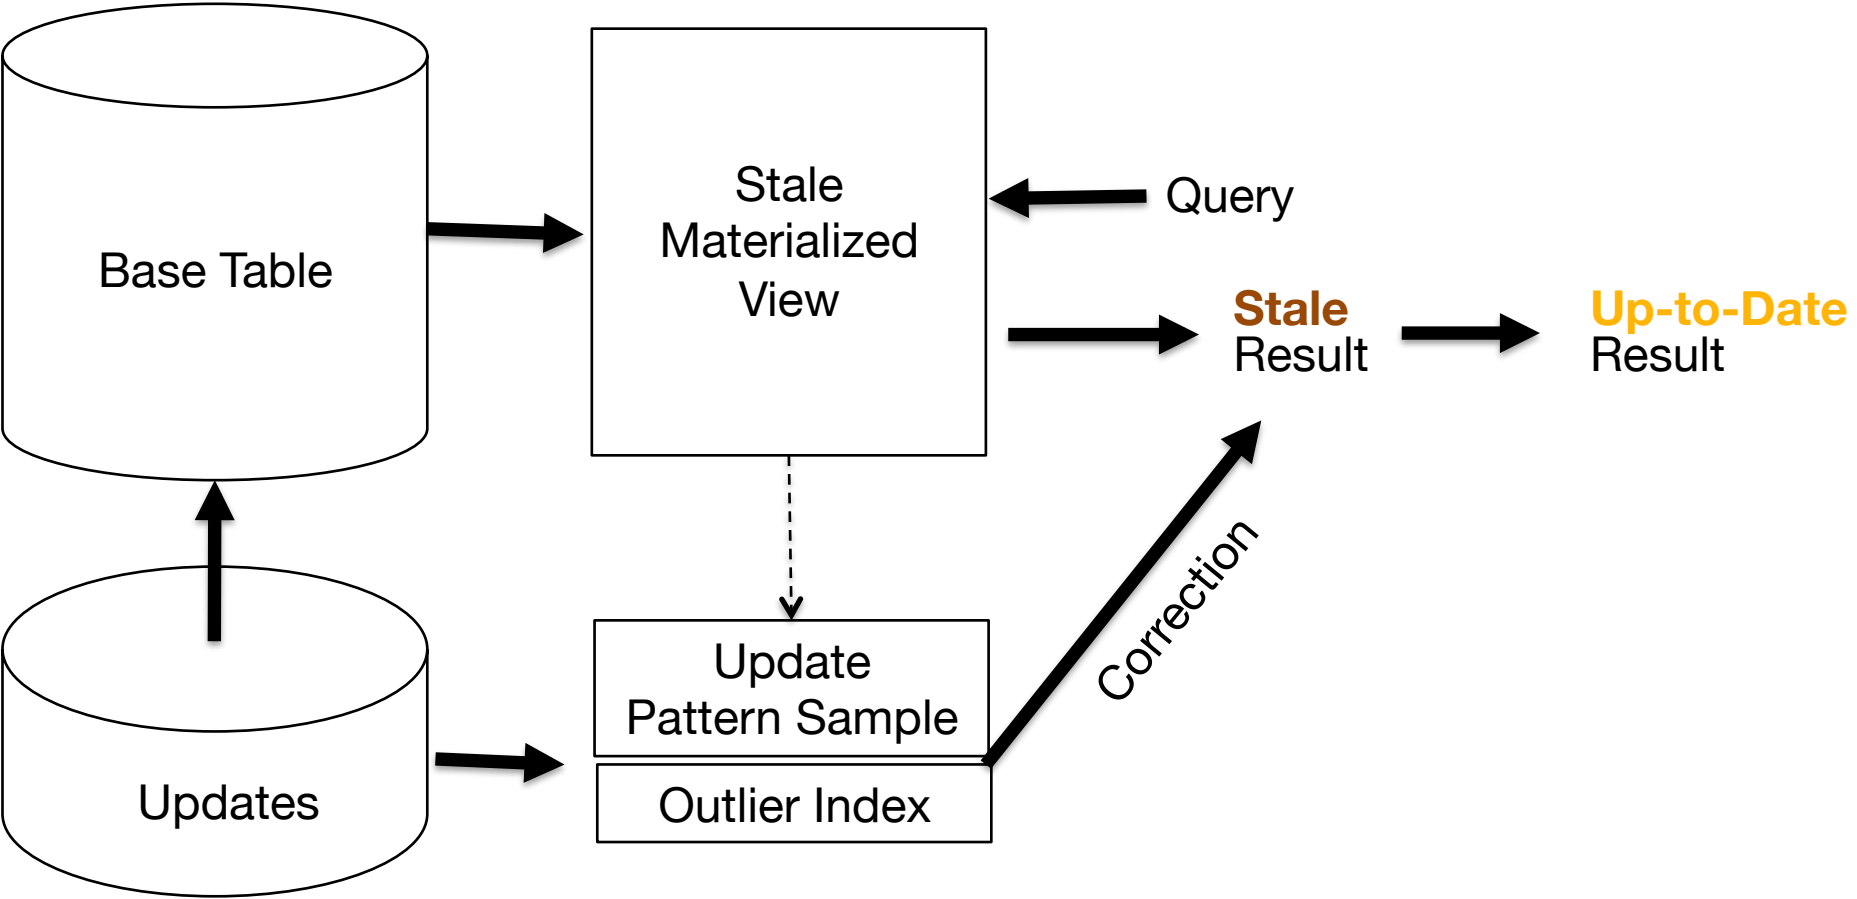 Base Table
Stale
Materialized
View
Query
Stale
Result
Up-to-Date
Result
Correction
Update
Pattern Sample
Outlier Index
Updates